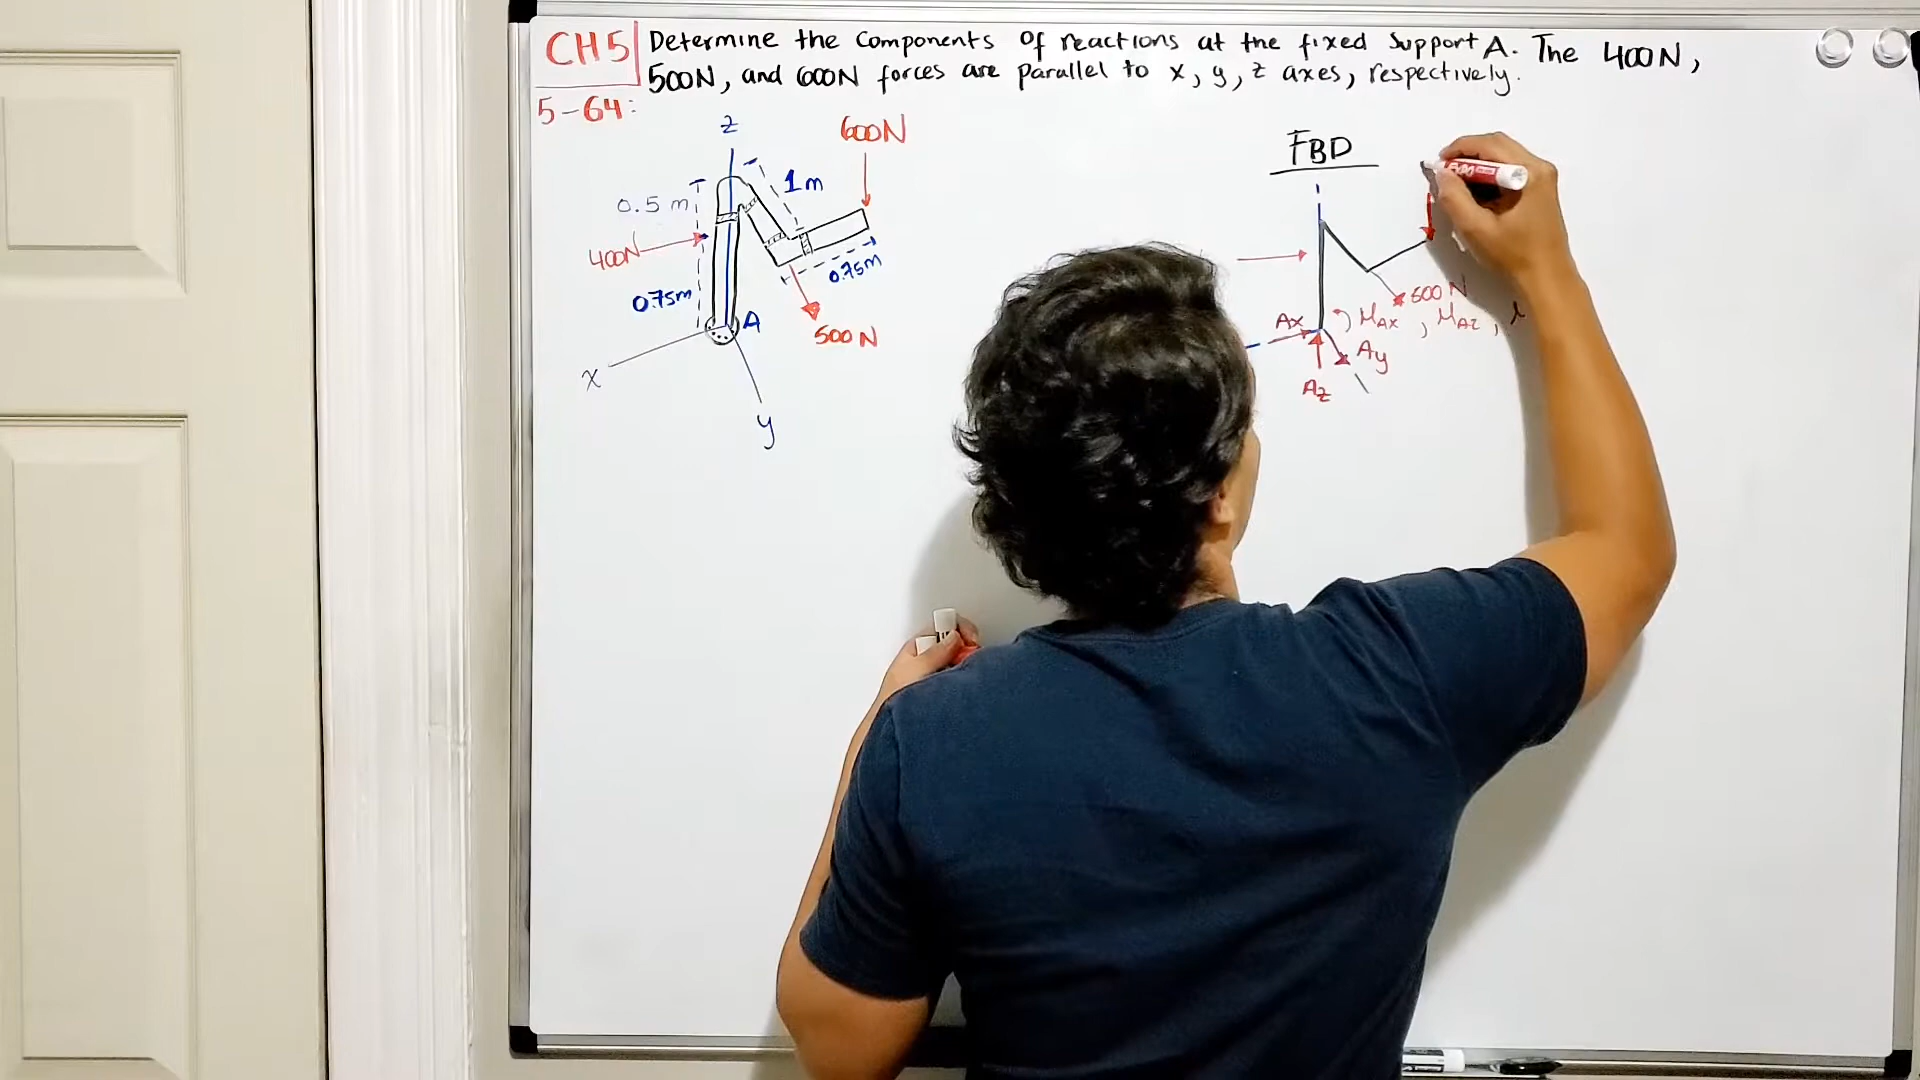 CH5
Determine the components of reactions at the fixed support A. The 400N,
500N, and 600N forces are parallel to x, y, z axes, respectively.
5-64:
z
600N
1m
0.5 m
400N
0.75m
0.75m
A
500N
x
y
FBD
500 N
Ax
MAX , MAZ ,
Ay
Az